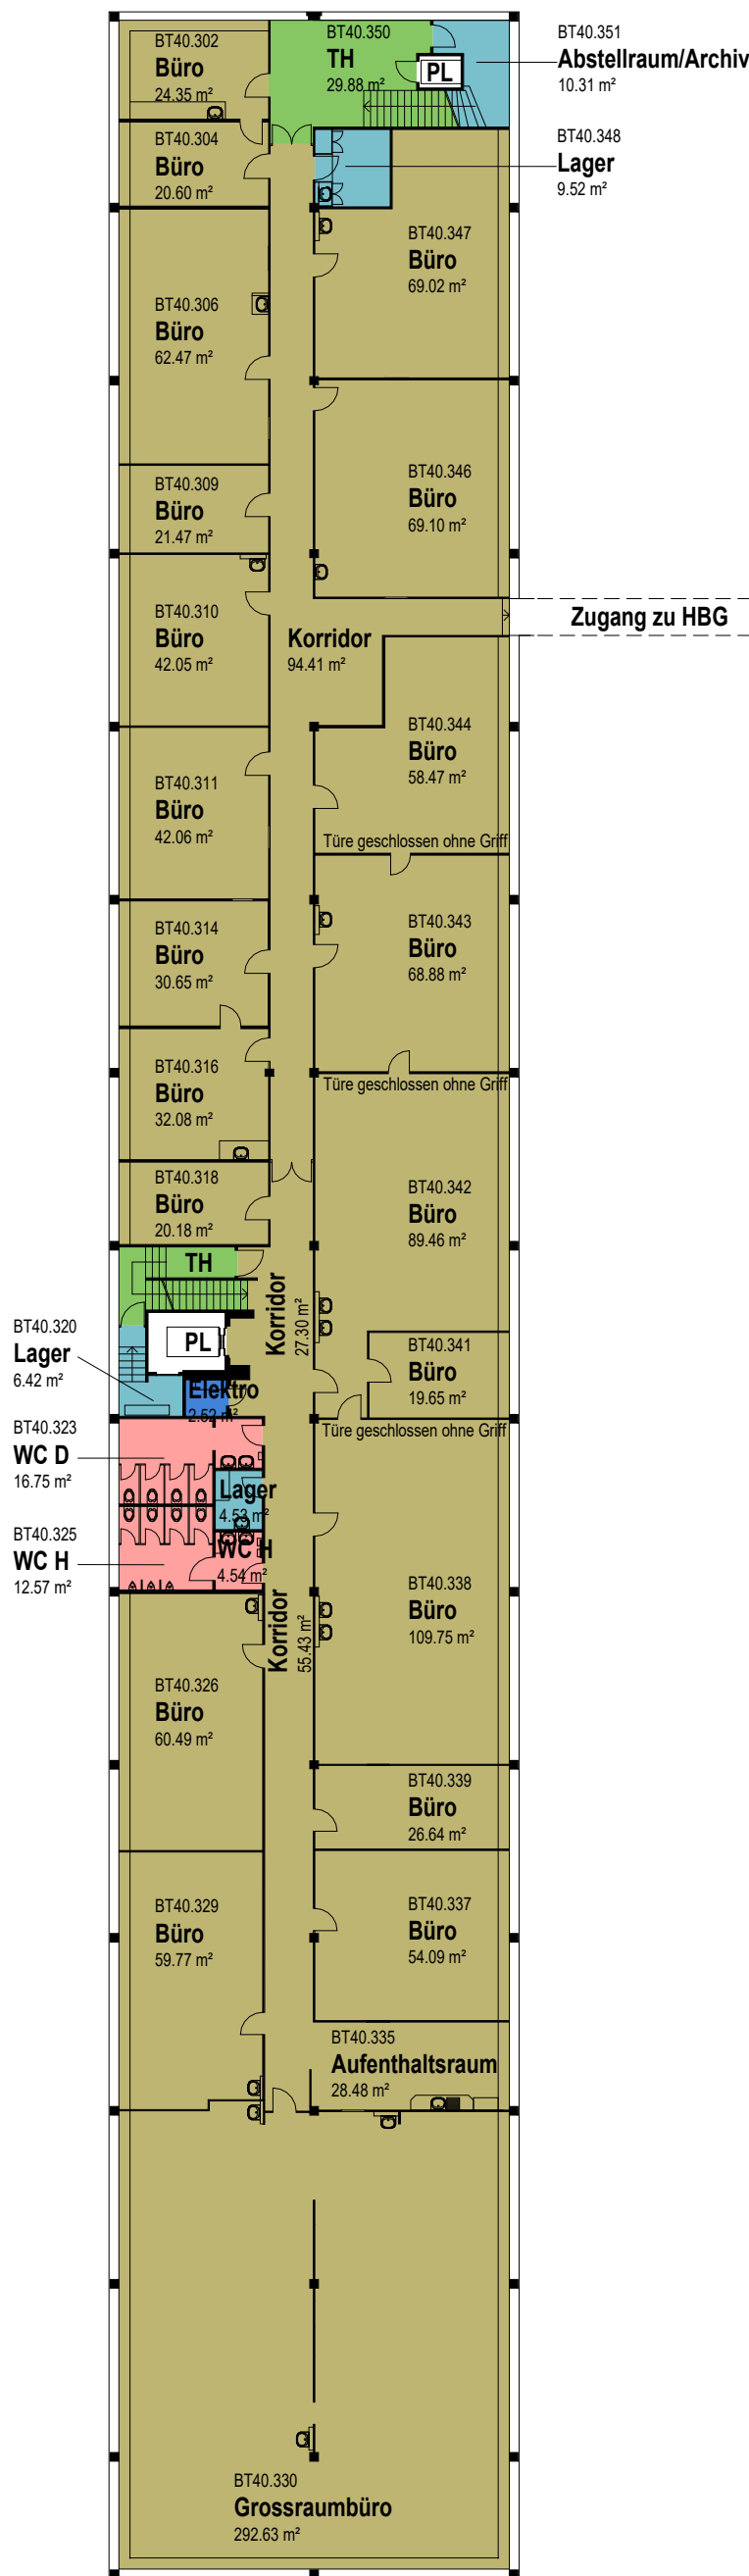 BT40.302
Büro
24.35 m²
BT40.350
TH
29.88 m²
PL
BT40.351
Abstellraum/Archiv
10.31 m²
BT40.304
Büro
20.60 m²
BT40.348
Lager
9.52 m²
BT40.347
Büro
69.02 m²
BT40.306
Büro
62.47 m²
BT40.346
Büro
69.10 m²
BT40.309
Büro
21.47 m²
BT40.310
Büro
42.05 m²
Korridor
94.41 m²
Zugang zu HBG
BT40.344
Büro
58.47 m²
BT40.311
Büro
42.06 m²
Türe geschlossen ohne Griff
BT40.314
Büro
30.65 m²
BT40.343
Büro
68.88 m²
BT40.316
Büro
32.08 m²
Türe geschlossen ohne Griff
BT40.318
Büro
20.18 m²
BT40.342
Büro
89.46 m²
TH
Korridor
27.30 m²
PL
BT40.320
Lager
6.42 m²
BT40.341
Büro
19.65 m²
Elektro
2.52 m²
BT40.323
WC D
16.75 m²
Türe geschlossen ohne Griff
Lager
4.53 m²
BT40.325
WC H
12.57 m²
WC H
4.54 m²
Korridor
55.43 m²
BT40.338
Büro
109.75 m²
BT40.326
Büro
60.49 m²
BT40.339
Büro
26.64 m²
BT40.329
Büro
59.77 m²
BT40.337
Büro
54.09 m²
BT40.335
Aufenthaltsraum
28.48 m²
BT40.330
Grossraumbüro
292.63 m²